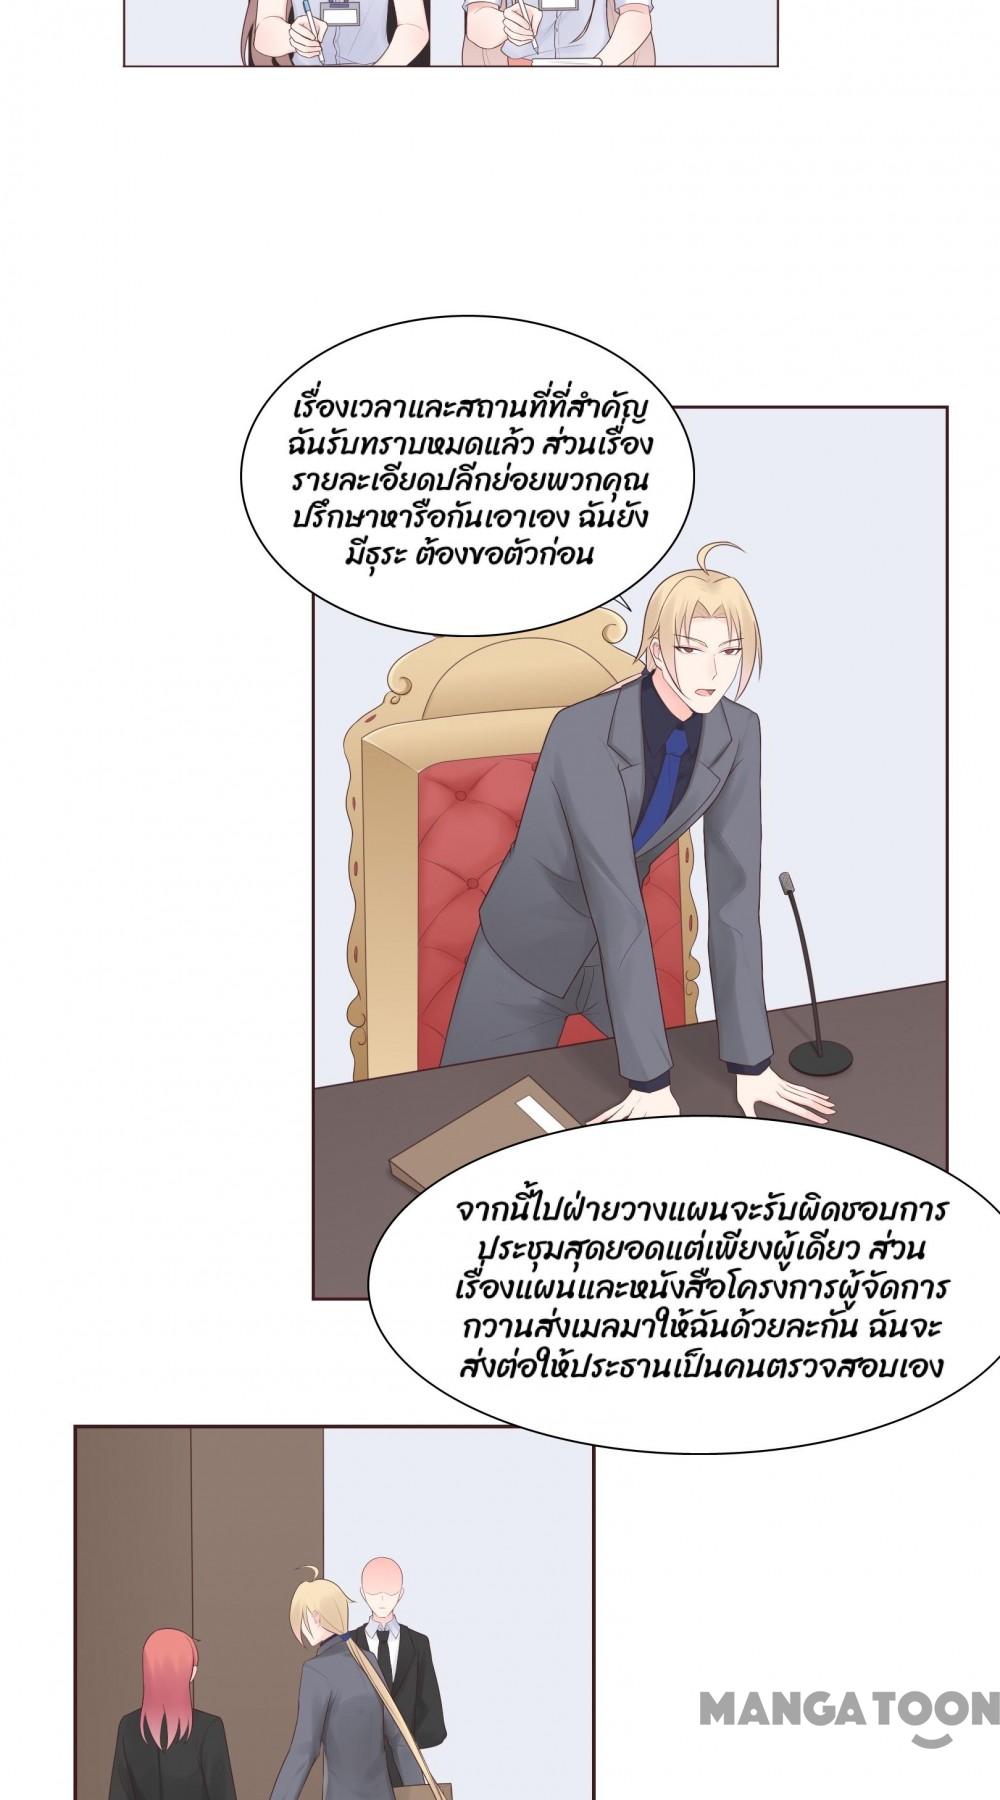 เรื่องเวลาและสถานที่ที่สำคัญ
ฉันรับทราบหมดแล้ว ส่วนเรื่อง
รายละเอียดปลีกย่อยพวกคุณ
ปรึกษาหารือกันเอาเอง ฉันยัง
มีธุระ ต้องขอตัวก่อน
จากนี้ไปฝ่ายวางแผนจะรับผิดชอบการ
ประชุมสุดยอดแต่เพียงผู้เดียว ส่วน
เรื่องแผนและหนังสือโครงการผู้จัดการ
กวานส่งเมลมาให้ฉันด้วยละกัน ฉันจะ
ส่งต่อให้ประธานเป็นคนตรวจสอบเอง
MANGATOON